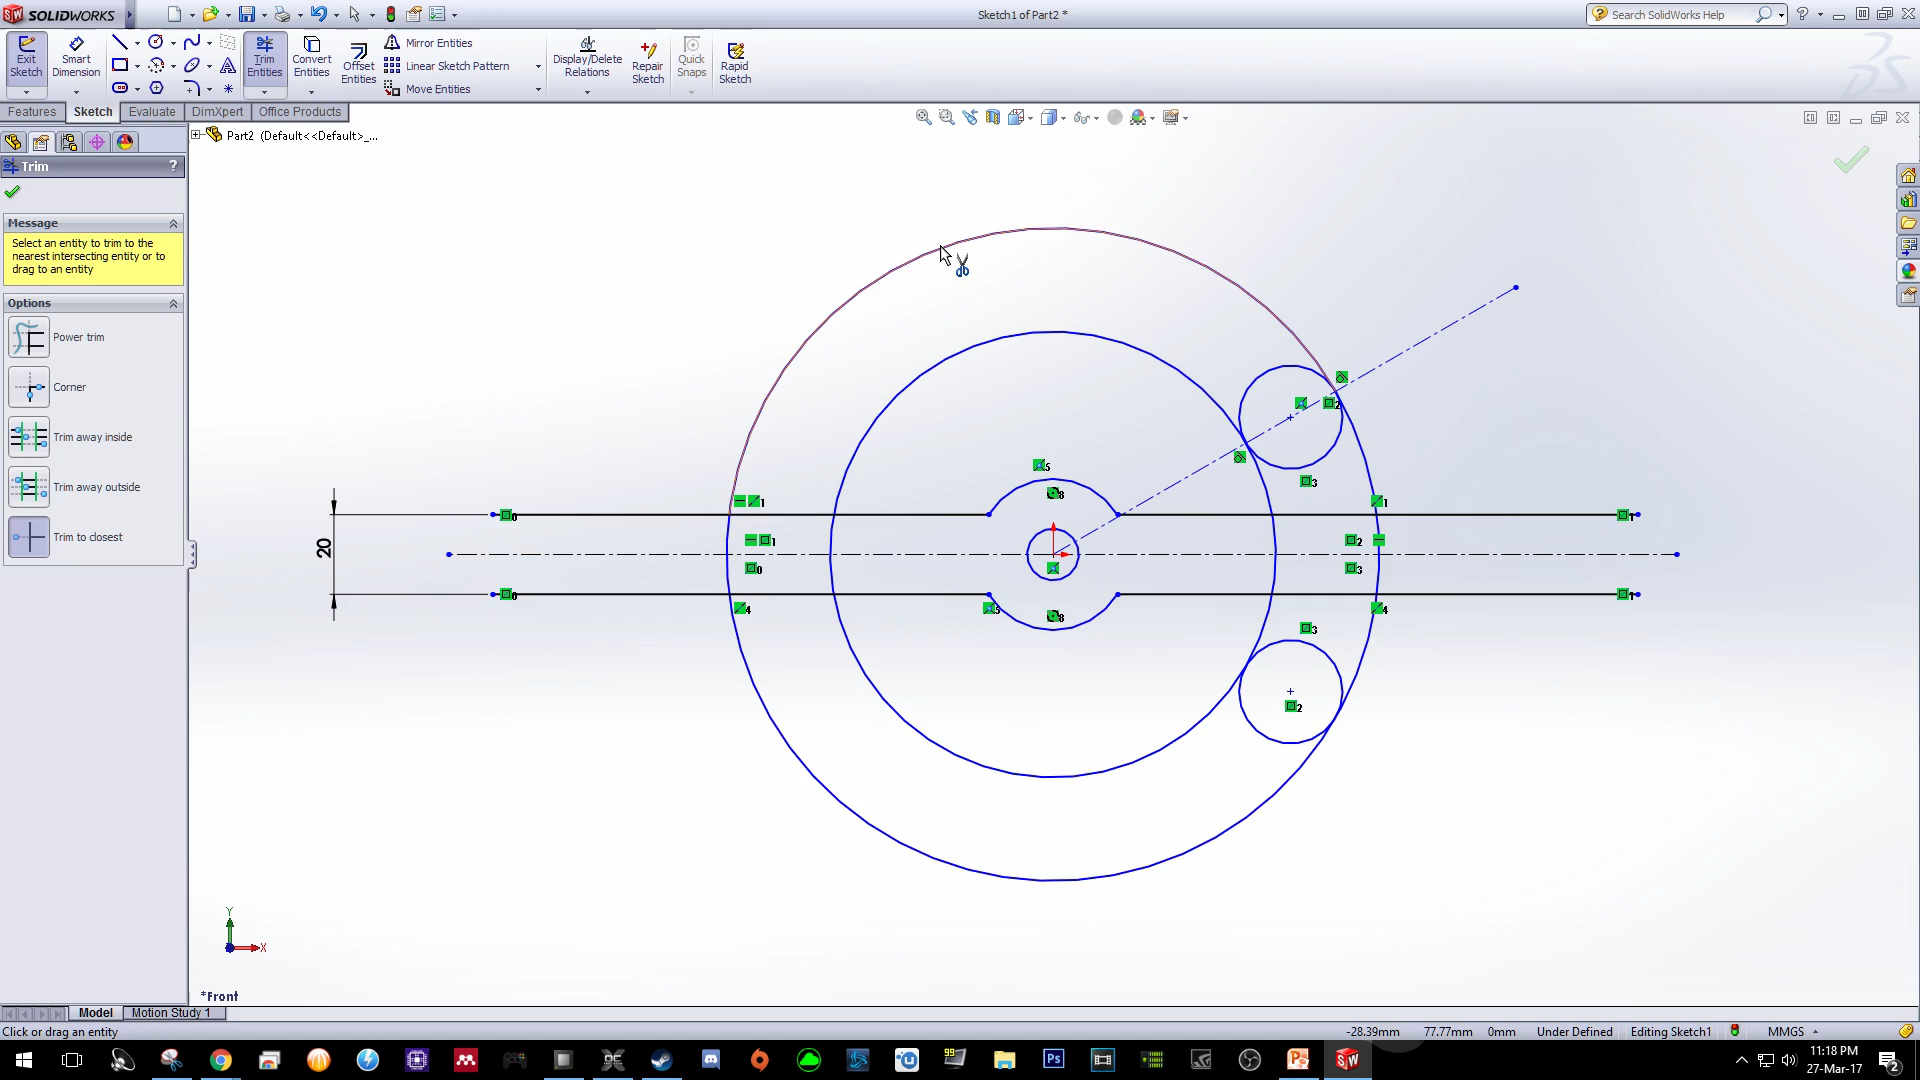 SOLIDWORKS
Sketch1 of Part2 *
Search SolidWorks Help
Exit Sketch
Smart Dimension
Trim Entities
Convert Entities
Offset Entities
Mirror Entities
Linear Sketch Pattern
Move Entities
Display/Delete Relations
Repair Sketch
Quick Snaps
Rapid Sketch
Features
Sketch
Evaluate
DimXpert
Office Products
Part2 (Default<<Default>_...
Trim
?
Message
Select an entity to trim to the
nearest intersecting entity or to
drag to an entity
Options
Power trim
Corner
Trim away inside
Trim away outside
Trim to closest
20
Y
X
*Front
Model
Motion Study 1
Click or drag an entity
-28.39mm
77.77mm
0mm
Under Defined
Editing Sketch1
MMGS
11:18 PM
27-Mar-17